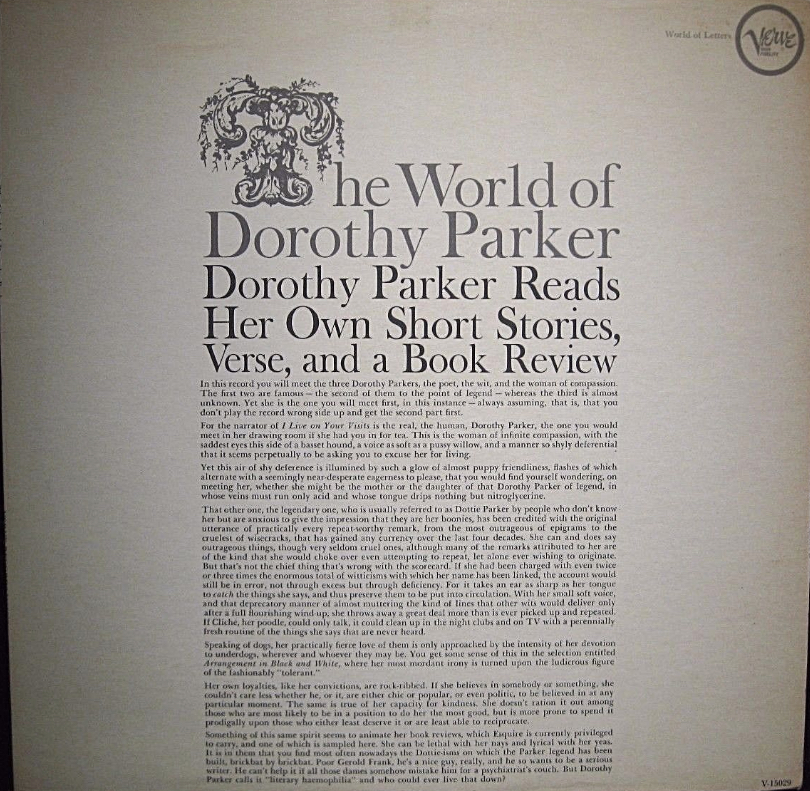 World of Letters
Verve
The World of
Dorothy Parker
Dorothy Parker Reads
Her Own Short Stories,
Verse, and a Book Review
In this record you will meet the three Dorothy Parkers, the poet, the wit, and the woman of compassion.
The first two are famous — the second of them to the point of legend — whereas the third is almost
unknown. Yet she is the one you will meet first, in this instance — always assuming, that is, that you
don't play the record wrong side up and get the second part first.
For the narrator of I Live on Your Visits is the real, the human, Dorothy Parker, the one you would
meet in her drawing room if she had you in for tea. This is the woman of infinite compassion, with the
saddest eyes this side of a basset hound, a voice as soft as a pussy willow, and a manner so shyly deferential
that it seems perpetually to be asking you to excuse her for living.
Yet this air of shy deference is illumined by such a glow of almost puppy friendliness, flashes of which
alternate with a seemingly near-desperate eagerness to please, that you would find yourself wondering, on
meeting her, whether she might be the mother or the daughter of that Dorothy Parker of legend, in
whose veins must run only acid and whose tongue drips nothing but nitroglycerine.
That other one, the legendary one, who is usually referred to as Dottie Parker by people who don't know
her but are anxious to give the impression that they are her boonies, has been credited with the original
utterance of practically every repeat-worthy remark, from the most outrageous of epigrams to the
cruelest of wisecracks, that has gained any currency over the last four decades. She can and does say
outrageous things, though very seldom cruel ones, although many of the remarks attributed to her are
of the kind that she would choke over even attempting to repeat, let alone ever wishing to originate.
But that's not the chief thing that's wrong with the scorecard. If she had been charged with even twice
or three times the enormous total of witticisms with which her name has been linked, the account would
still be in error, not through excess but through deficiency. For it takes an ear as sharp as her tongue
to catch the things she says, and thus preserve them to be put into circulation. With her small soft voice,
and that deprecatory manner of almost muttering the kind of lines that other wits would deliver only
after a full flourishing wind-up, she throws away a great deal more than is ever picked up and repeated.
If Cliche, her poodle, could only talk, it could clean up in the night clubs and on TV with a perennially
fresh routine of the things she says that are never heard.
Speaking of dogs, her practically fierce love of them is only approached by the intensity of her devotion
to underdogs, wherever and whoever they may be. You get some sense of this in the selection entitled
Arrangement in Black and White, where her most mordant irony is turned upon the ludicrous figure
of the fashionably "tolerant."
Her own loyalties, like her convictions, are rock-ribbed. If she believes in somebody or something, she
couldn't care less whether he, or it, are either chic or popular, or even politic, to be believed in at any
particular moment. The same is true of her capacity for kindness. She doesn't ration it out among
those who are most likely to be in a position to do her the most good, but is more prone to spend it
prodigally upon those who either least deserve it or are least able to reciprocate.
Something of this same spirit seems to animate her book reviews, which Esquire is currently privileged
to carry, and one of which is sampled here. She can be lethal with her nays and lyrical with her yeas.
It is in them that you find most often nowadays the Dottie-isms on which the Parker legend has been
built, brickbat by brickbat. Poor Gerold Frank, he's a nice guy, really, and he so wants to be a serious
writer. He can't help it if all those dames somehow mistake him for a psychiatrist's couch. But Dorothy
Parker calls it "literary haemophilia" and who could ever live that down?
V-15029